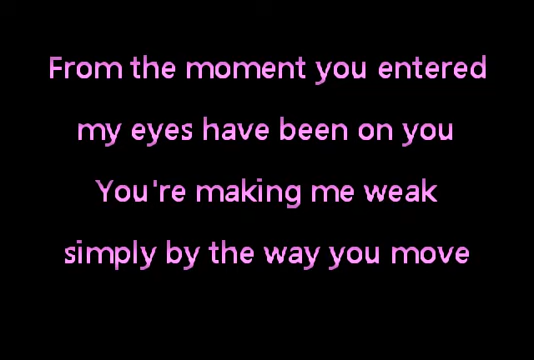 From the moment you entered
my eyes have been on you
You're making me weak
simply by the way you move